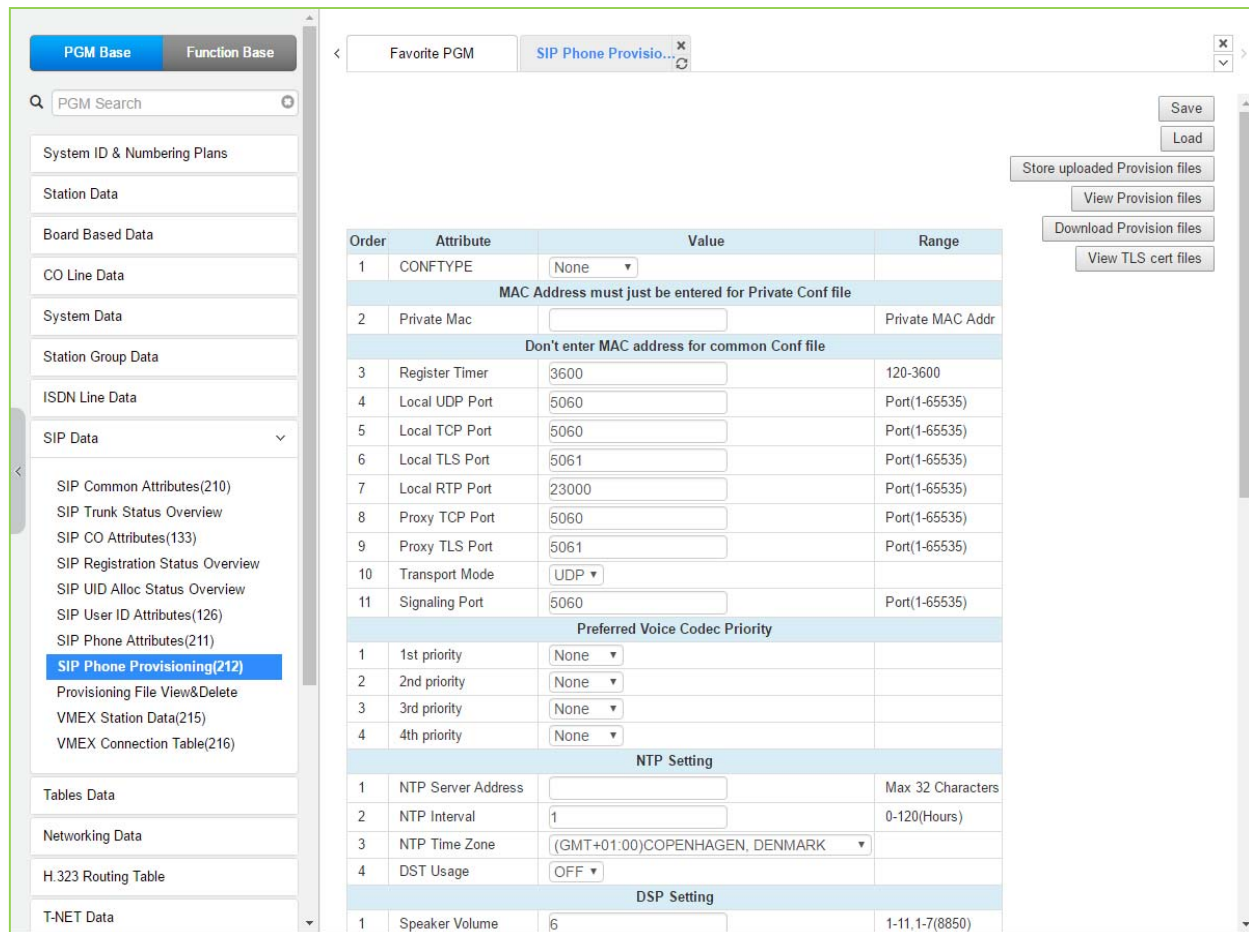 PGM Base Function Base
PGM Search
System ID & Numbering Plans
Station Data
Board Based Data
CO Line Data
System Data
Station Group Data
ISDN Line Data
SIP Data
SIP Common Attributes(210)
SIP Trunk Status Overview
SIP CO Attributes(133)
SIP Registration Status Overview
SIP UID Alloc Status Overview
SIP User ID Attributes(126)
SIP Phone Attributes(211)
SIP Phone Provisioning(212)
Provisioning File View&Delete
VMEX Station Data(215)
VMEX Connection Table(216)
Tables Data
Networking Data
H.323 Routing Table
T-NET Data
Favorite PGM SIP Phone Provisio...
Save
Load
Store uploaded Provision files
View Provision files
Download Provision files
View TLS cert files
Order Attribute Value Range
1 CONFTYPE None
MAC Address must just be entered for Private Conf file
2 Private Mac Private MAC Addr
Don't enter MAC address for common Conf file
3 Register Timer 3600 120-3600
4 Local UDP Port 5060 Port(1-65535)
5 Local TCP Port 5060 Port(1-65535)
6 Local TLS Port 5061 Port(1-65535)
7 Local RTP Port 23000 Port(1-65535)
8 Proxy TCP Port 5060 Port(1-65535)
9 Proxy TLS Port 5061 Port(1-65535)
10 Transport Mode UDP
11 Signaling Port 5060 Port(1-65535)
Preferred Voice Codec Priority
1 1st priority None
2 2nd priority None
3 3rd priority None
4 4th priority None
NTP Setting
1 NTP Server Address Max 32 Characters
2 NTP Interval 1 0-120(Hours)
3 NTP Time Zone (GMT+01:00)COPENHAGEN, DENMARK
4 DST Usage OFF
DSP Setting
1 Speaker Volume 6 1-11,1-7(8850)